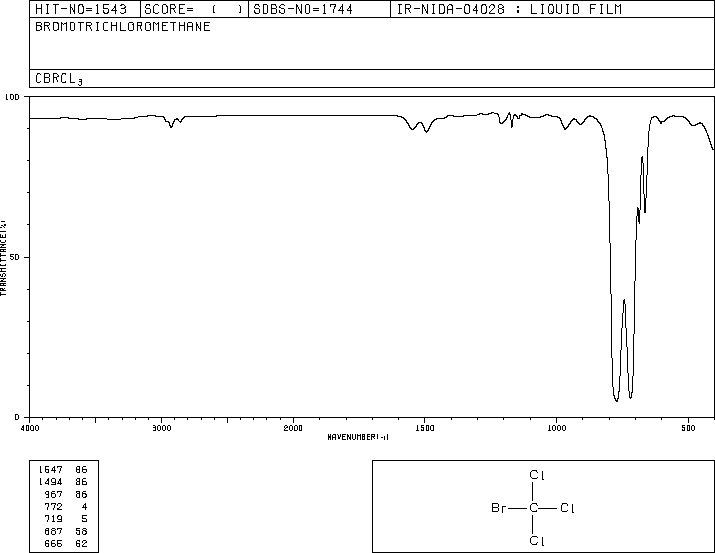 HIT-NO=1543 SCORE= ( ) SDBS-NO=1744 IR-NIDA-04028 : LIQUID FILM
BROMOTRICHLOROMETHANE
CBRCL3
100
50
0
TRANSMITTANCE(%)
4000 3000 2000 1500 1000 500
WAVENUMBER(-1)
1547 86
1494 86
967 86
772 4
719 5
687 58
665 62
Cl
Br C Cl
Cl